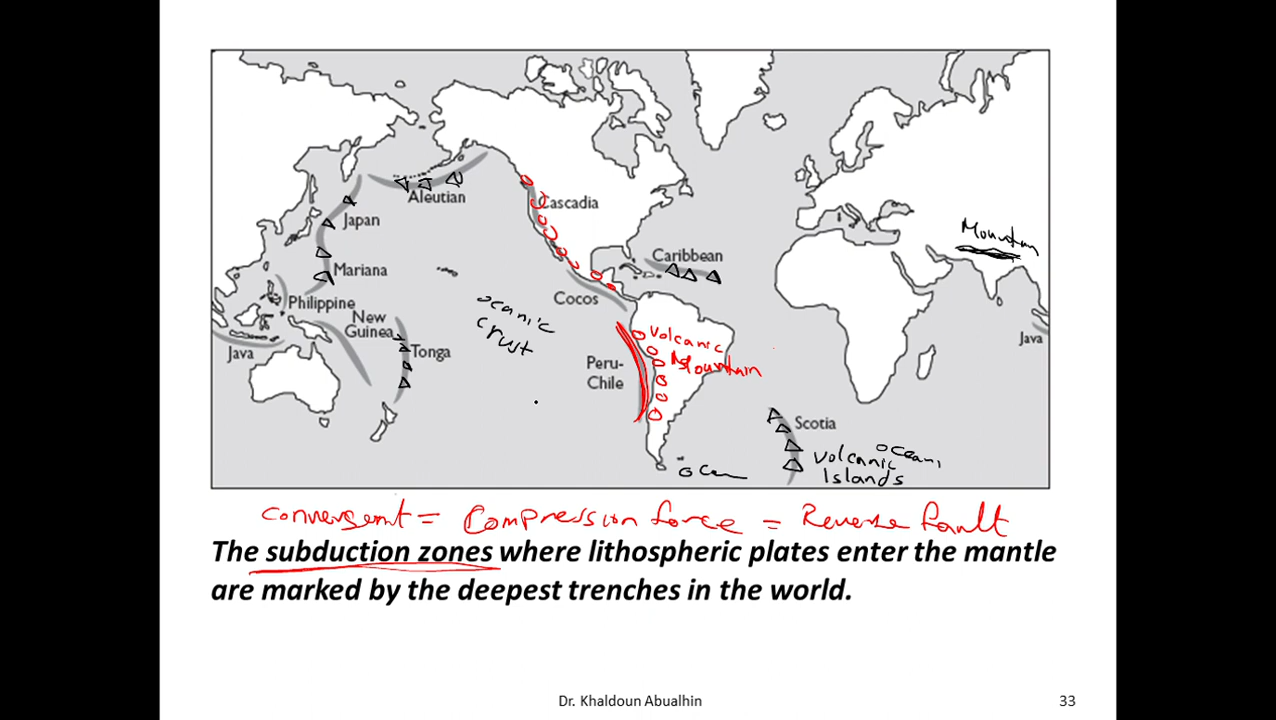 Aleutian
Cascadia
Japan
Mountain
Caribbean
Mariana
Cocos
Philippine
oceanic
crust
New
Guinea
Volcanic
Mountain
Java
Tonga
Java
Peru-
Chile
Scotia
Volcanic
Islands
convergent = Compression force = Reverse fault
The subduction zones where lithospheric plates enter the mantle
are marked by the deepest trenches in the world.
Dr. Khaldoun Abualhin
33